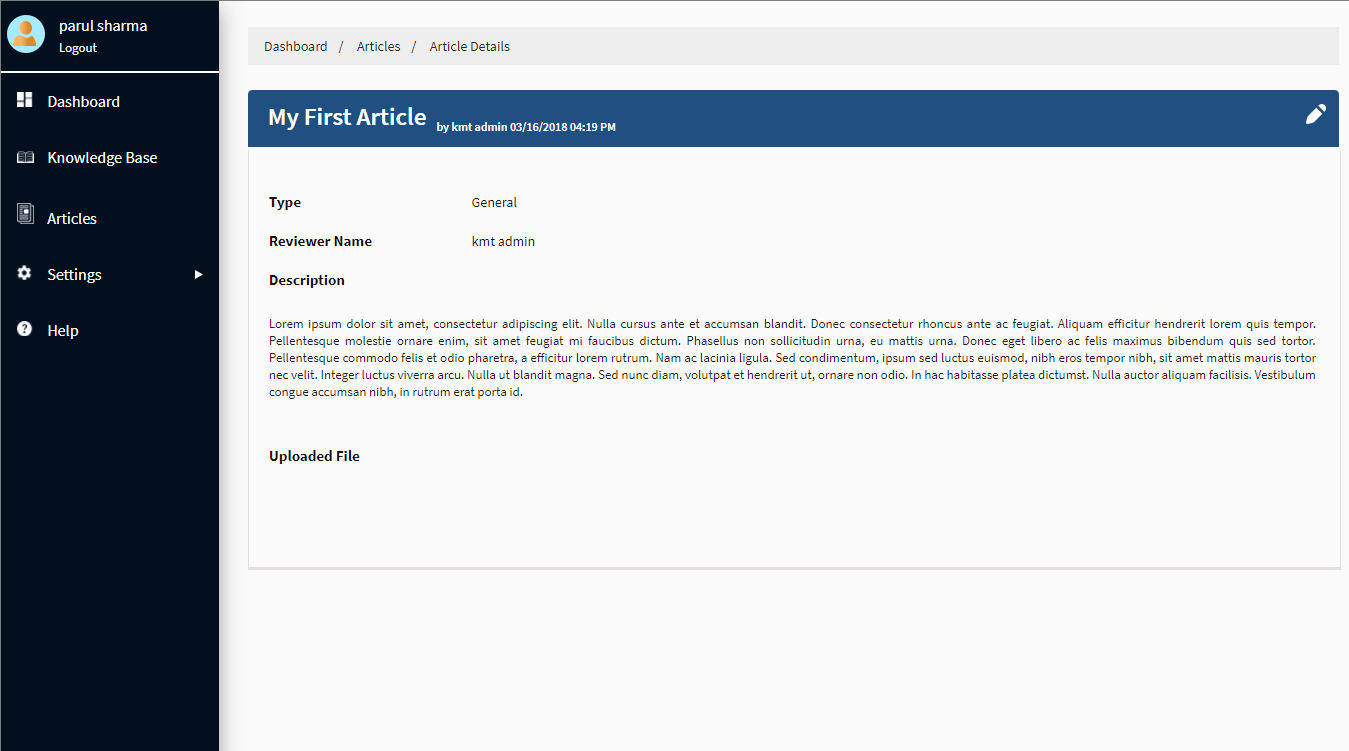 parul sharma
Logout
Dashboard
Knowledge Base
Articles
Settings
Help
Dashboard / Articles / Article Details
My First Article by kmt admin 03/16/2018 04:19 PM
Type General
Reviewer Name kmt admin
Description
Lorem ipsum dolor sit amet, consectetur adipiscing elit. Nulla cursus ante et accumsan blandit. Donec consectetur rhoncus ante ac feugiat. Aliquam efficitur hendrerit lorem quis tempor.
Pellentesque molestie ornare enim, sit amet feugiat mi faucibus dictum. Phasellus non sollicitudin urna, eu mattis urna. Donec eget libero ac felis maximus bibendum quis sed tortor.
Pellentesque commodo felis et odio pharetra, a efficitur lorem rutrum. Nam ac lacinia ligula. Sed condimentum, ipsum sed luctus euismod, nibh eros tempor nibh, sit amet mattis mauris tortor
nec velit. Integer luctus viverra arcu. Nulla ut blandit magna. Sed nunc diam, volutpat et hendrerit ut, ornare non odio. In hac habitasse platea dictumst. Nulla auctor aliquam facilisis. Vestibulum
congue accumsan nibh, in rutrum erat porta id.
Uploaded File